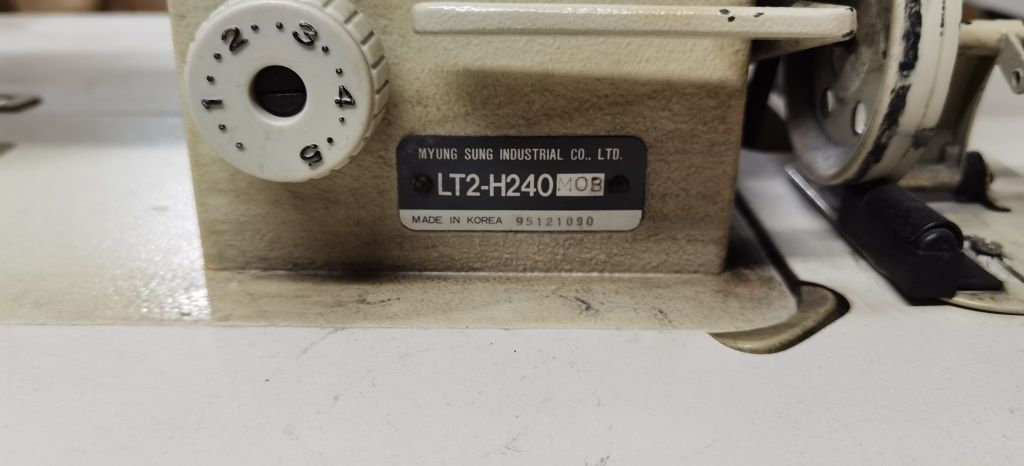 1 2 3 4 5
MYUNG SUNG INDUSTRIAL CO., LTD.
LT2-H240 MOB
MADE IN KOREA 95121090